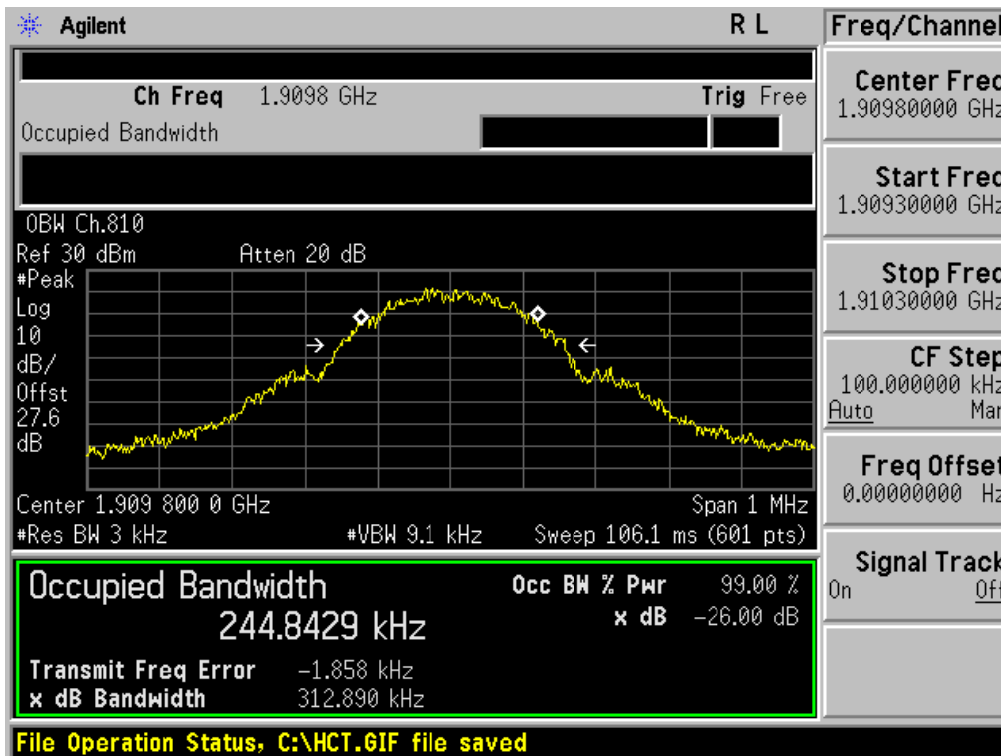 Agilent R L
Ch Freq 1.9098 GHz Trig Free
Occupied Bandwidth
OBW Ch.810
Ref 30 dBm Atten 20 dB
#Peak
Log
10
dB/
Offst
27.6
dB
Center 1.909 800 0 GHz Span 1 MHz
#Res BW 3 kHz #VBW 9.1 kHz Sweep 106.1 ms (601 pts)
Occupied Bandwidth
244.8429 kHz
Occ BW % Pwr 99.00 %
x dB -26.00 dB
Transmit Freq Error -1.858 kHz
x dB Bandwidth 312.890 kHz
File Operation Status, C:\HCT.GIF file saved
Freq/Channel
Center Freq
1.90980000 GHz
Start Freq
1.90930000 GHz
Stop Freq
1.91030000 GHz
CF Step
100.000000 kHz
Auto Man
Freq Offset
0.00000000 Hz
Signal Track
On Off